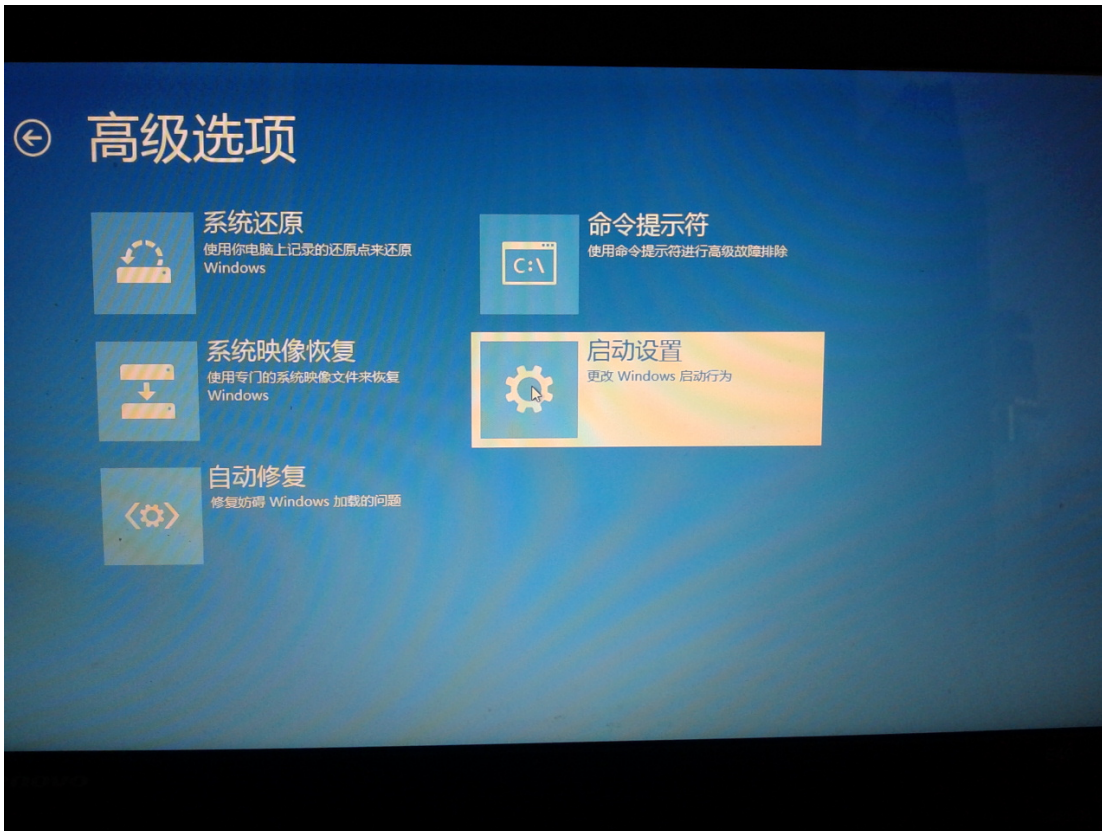 高级选项
系统还原
使用你电脑上记录的还原点来还原
Windows
命令提示符
使用命令提示符进行高级故障排除
C:\
系统映像恢复
使用专门的系统映像文件来恢复
Windows
启动设置
更改 Windows 启动行为
自动修复
修复妨碍 Windows 加载的问题